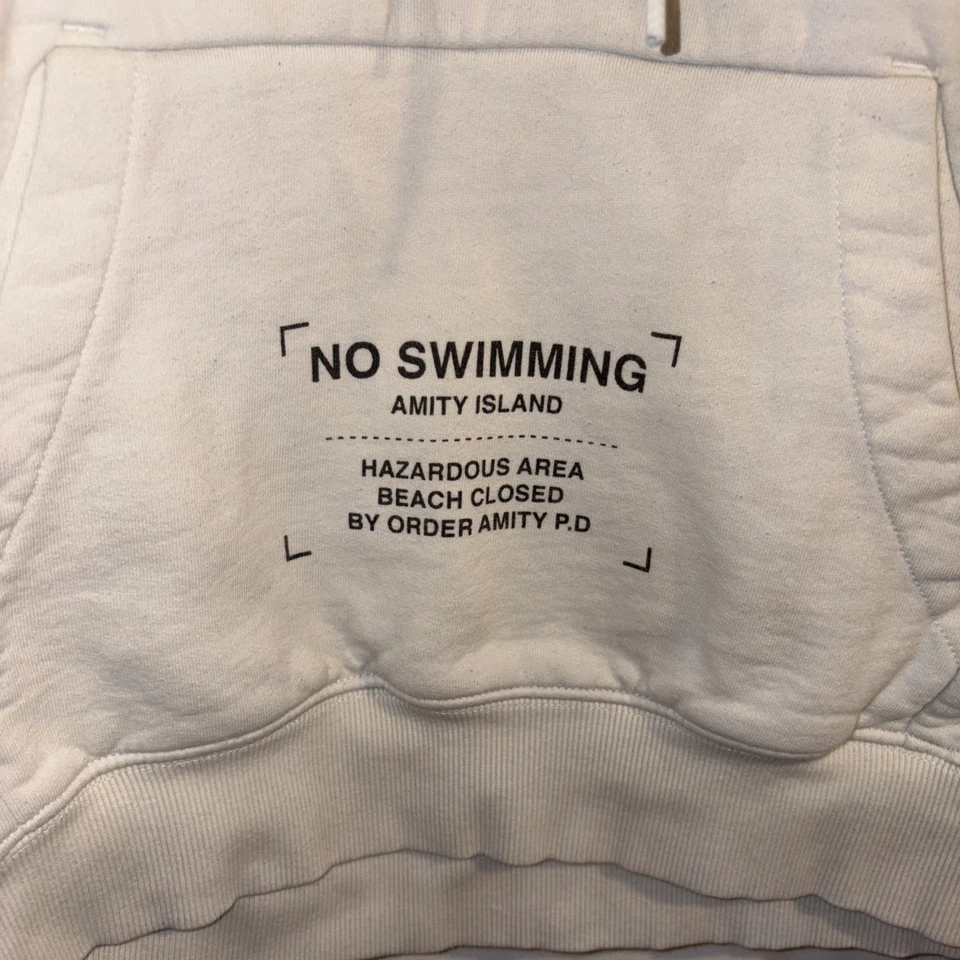 NO SWIMMING
AMITY ISLAND
HAZARDOUS AREA
BEACH CLOSED
BY ORDER AMITY P.D